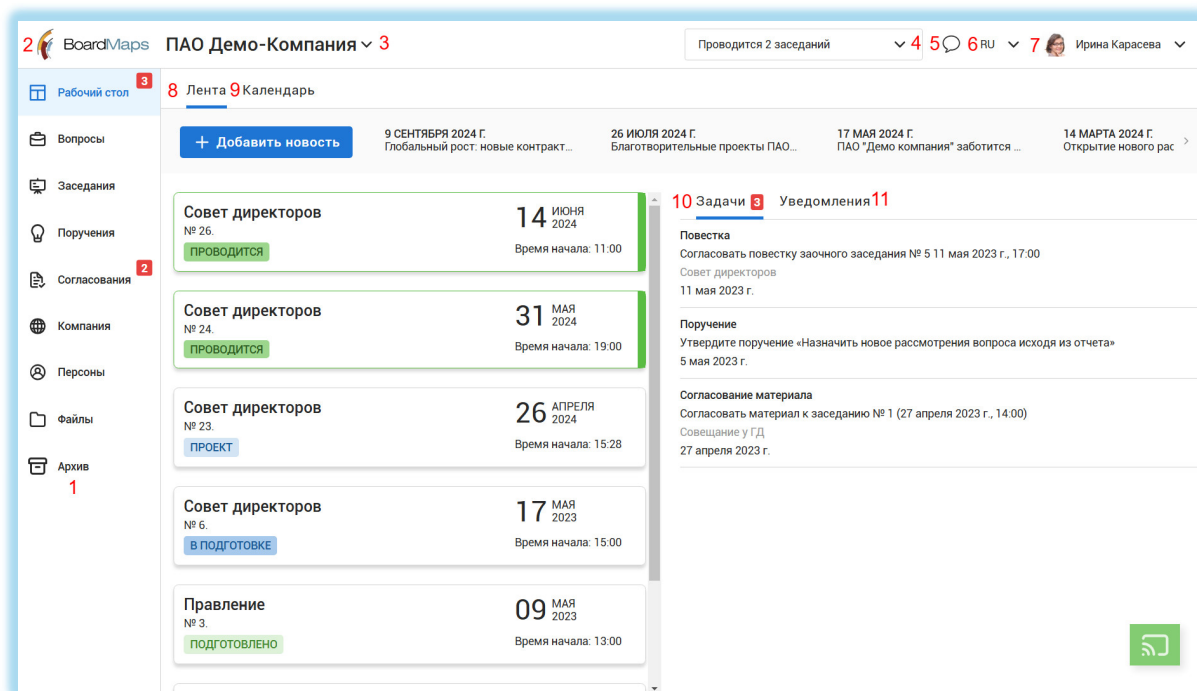 2 BoardMaps ПАО Демо-Компания 3 Проводится 2 заседаний 4 5 6 RU 7 Ирина Карасева
Рабочий стол 3
Вопросы
Заседания
Поручения
Согласования 2
Компания
Персоны
Файлы
Архив
1
8 Лента 9 Календарь
+ Добавить новость
9 СЕНТЯБРЯ 2024 Г.
Глобальный рост: новые контракт...
26 ИЮЛЯ 2024 Г.
Благотворительные проекты ПАО...
17 МАЯ 2024 Г.
ПАО "Демо компания" заботится ...
14 МАРТА 2024 Г.
Открытие нового рас
Совет директоров
№ 26.
ПРОВОДИТСЯ
14 ИЮНЯ
2024
Время начала: 11:00
Совет директоров
№ 24.
ПРОВОДИТСЯ
31 МАЯ
2024
Время начала: 19:00
Совет директоров
№ 23.
ПРОЕКТ
26 АПРЕЛЯ
2024
Время начала: 15:28
Совет директоров
№ 6.
В ПОДГОТОВКЕ
17 МАЯ
2023
Время начала: 15:00
Правление
№ 3.
ПОДГОТОВЛЕНО
09 МАЯ
2023
Время начала: 13:00
10 Задачи 3 Уведомления 11
Повестка
Согласовать повестку заочного заседания № 5 11 мая 2023 г., 17:00
Совет директоров
11 мая 2023 г.
Поручение
Утвердите поручение «Назначить новое рассмотрения вопроса исходя из отчета»
5 мая 2023 г.
Согласование материала
Согласовать материал к заседанию № 1 (27 апреля 2023 г., 14:00)
Совещание у ГД
27 апреля 2023 г.